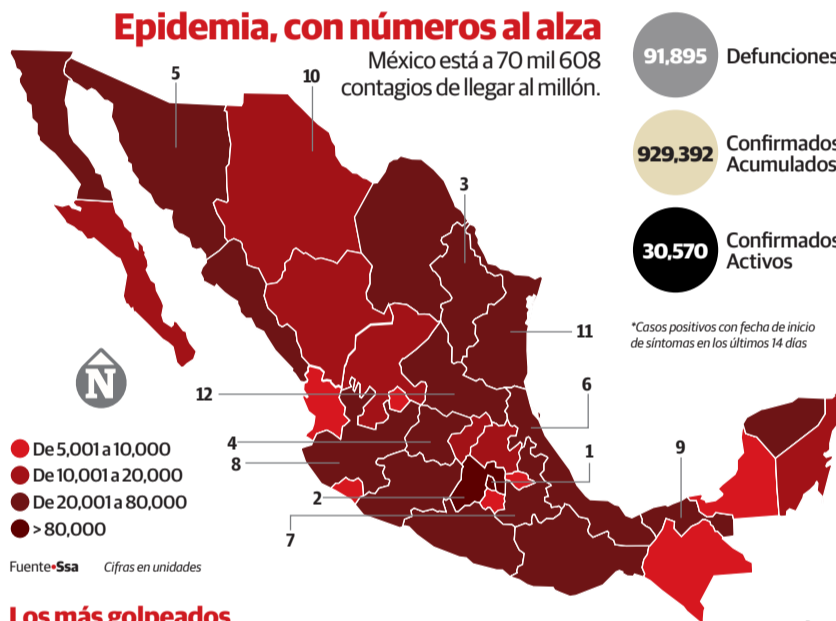 Epidemia, con números al alza
México está a 70 mil 608
contagios de llegar al millón.
91,895 Defunciones
929,392 Confirmados
Acumulados
30,570 Confirmados
Activos
*Casos positivos con fecha de inicio
de síntomas en los últimos 14 días
5
10
3
11
12
6
4
1
8
9
2
7
N
De 5,001 a 10,000
De 10,001 a 20,000
De 20,001 a 80,000
> 80,000
Fuente•Ssa Cifras en unidades
Los más golpeados